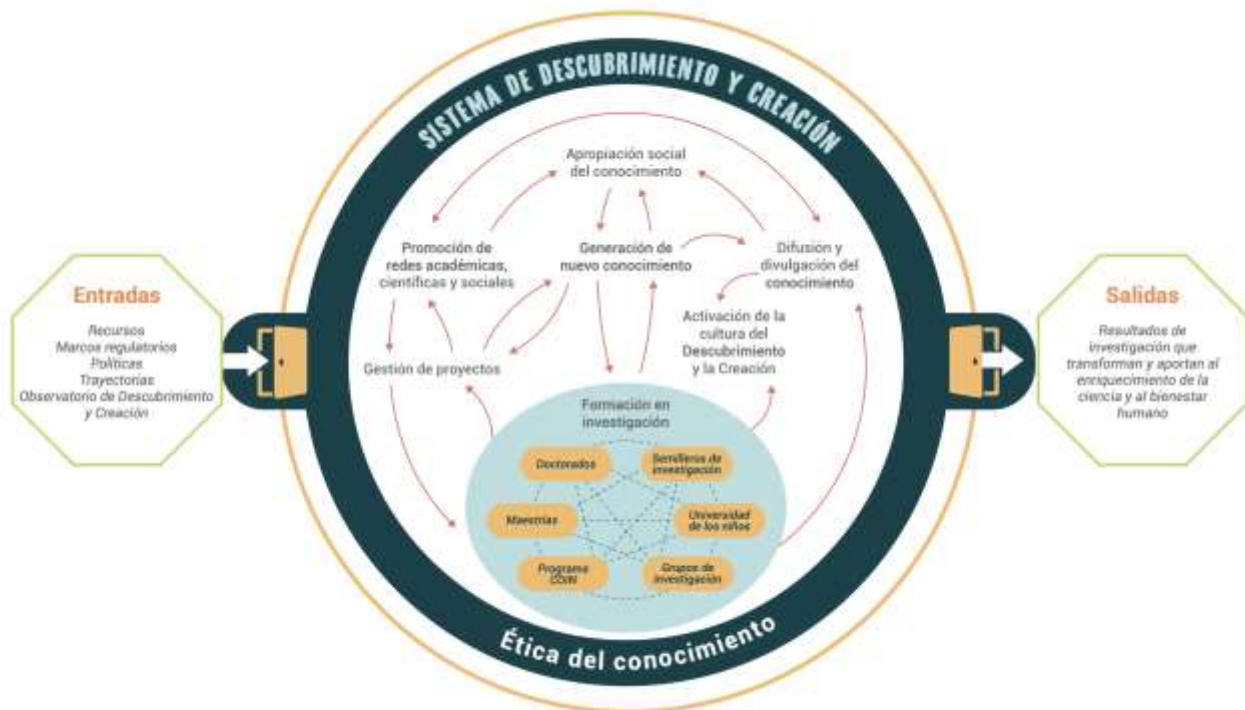 SISTEMA DE DESCUBRIMIENTO Y CREACIÓN
Apropiación social
del conocimiento
Promoción de
redes académicas,
científicas y sociales
Generación de
nuevo conocimiento
Difusión y
divulgación del
conocimiento
Entradas
Recursos
Marcos regulatorios
Políticas
Trayectorias
Observatorio de Descubrimiento
y Creación
Gestión de proyectos
Activación de la
cultura del
Descubrimiento
y la Creación
Salidas
Resultados de
investigación que
transforman y aportan al
enriquecimiento de la
ciencia y al bienestar
humano
Formación en
investigación
Doctorados
Semilleros de
investigación
Maestrías
Universidad
de los niños
Programa
COIN
Grupos de
investigación
Ética del conocimiento